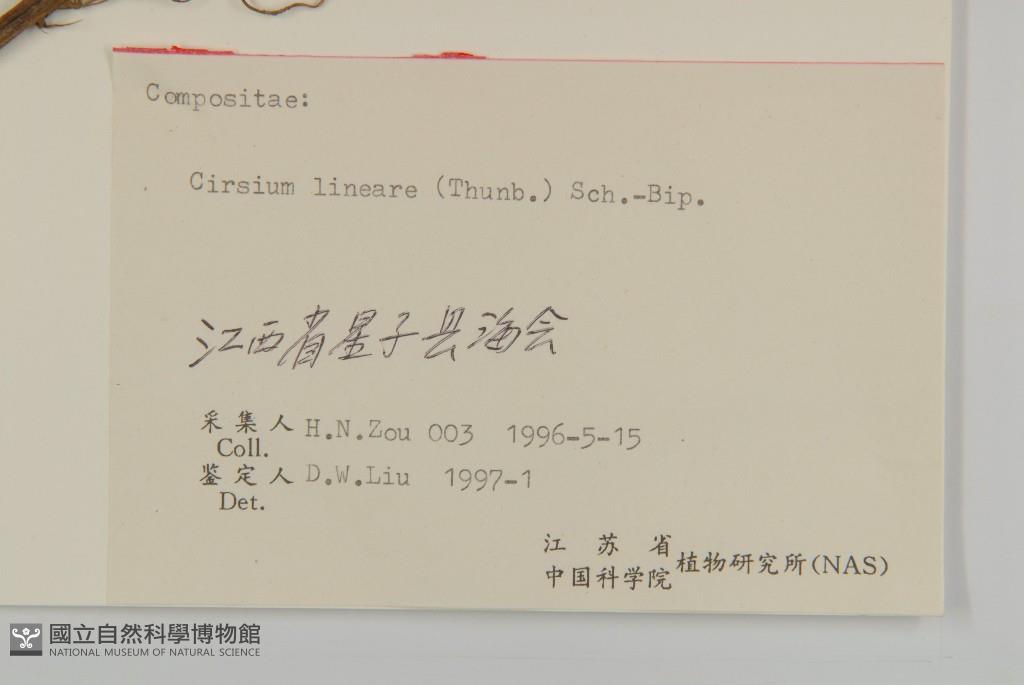 Compositae:
Cirsium lineare (Thunb.) Sch.-Bip.
江西省星子县海会
采集人 H.N.Zou 003 1996-5-15
Coll.
鉴定人 D.W.Liu 1997-1
Det.
江苏省
中国科学院 植物研究所(NAS)
國立自然科學博物館
NATIONAL MUSEUM OF NATURAL SCIENCE